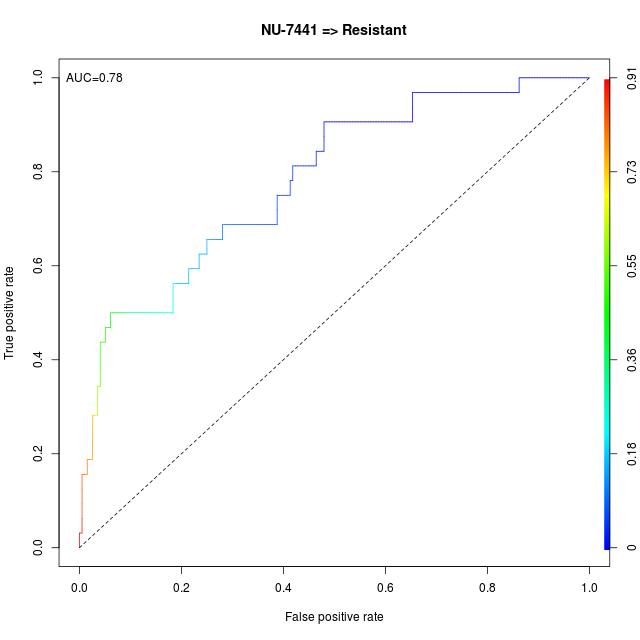 NU-7441 => Resistant
AUC=0.78
True positive rate
1.0
0.8
0.6
0.4
0.2
0.0
0.0 0.2 0.4 0.6 0.8 1.0
False positive rate
0.91
0.73
0.55
0.36
0.18
0